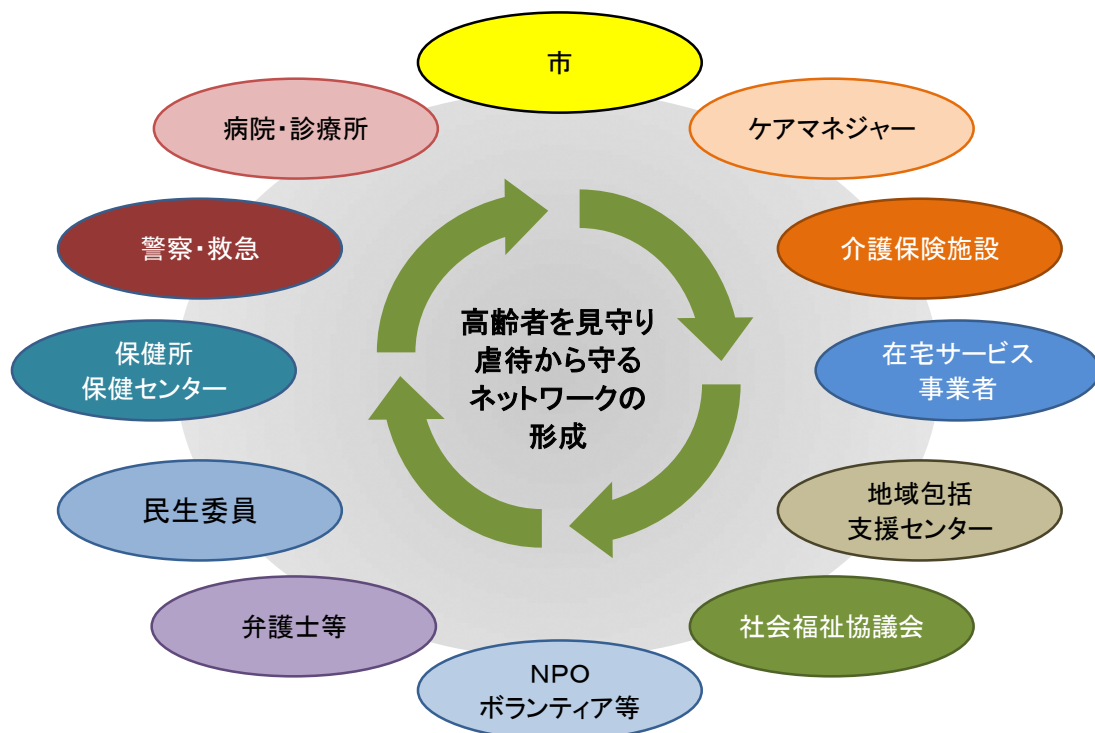 市
ケアマネジャー
介護保険施設
在宅サービス
事業者
地域包括
支援センター
社会福祉協議会
NPO
ボランティア等
弁護士等
民生委員
保健所
保健センター
警察・救急
病院・診療所
高齢者を見守り
虐待から守る
ネットワークの
形成